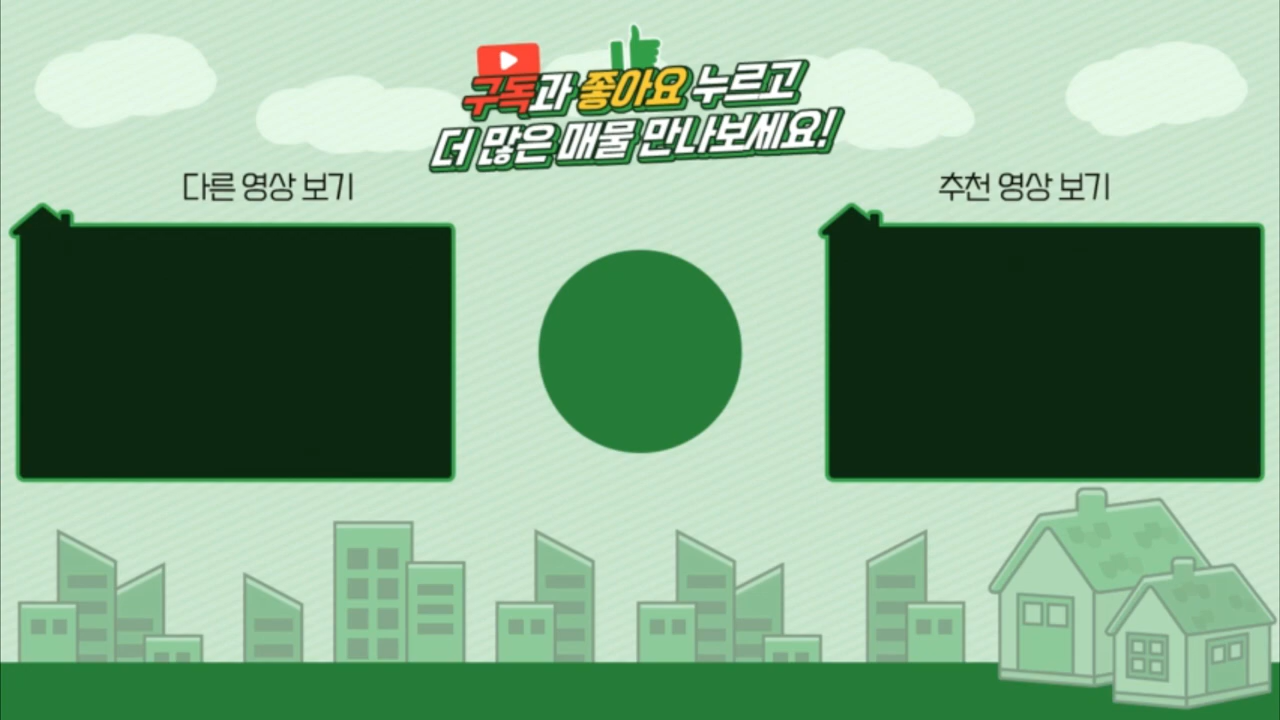 구독과 좋아요 누르고
더 많은 매물 만나보세요!
다른 영상 보기
추천 영상 보기